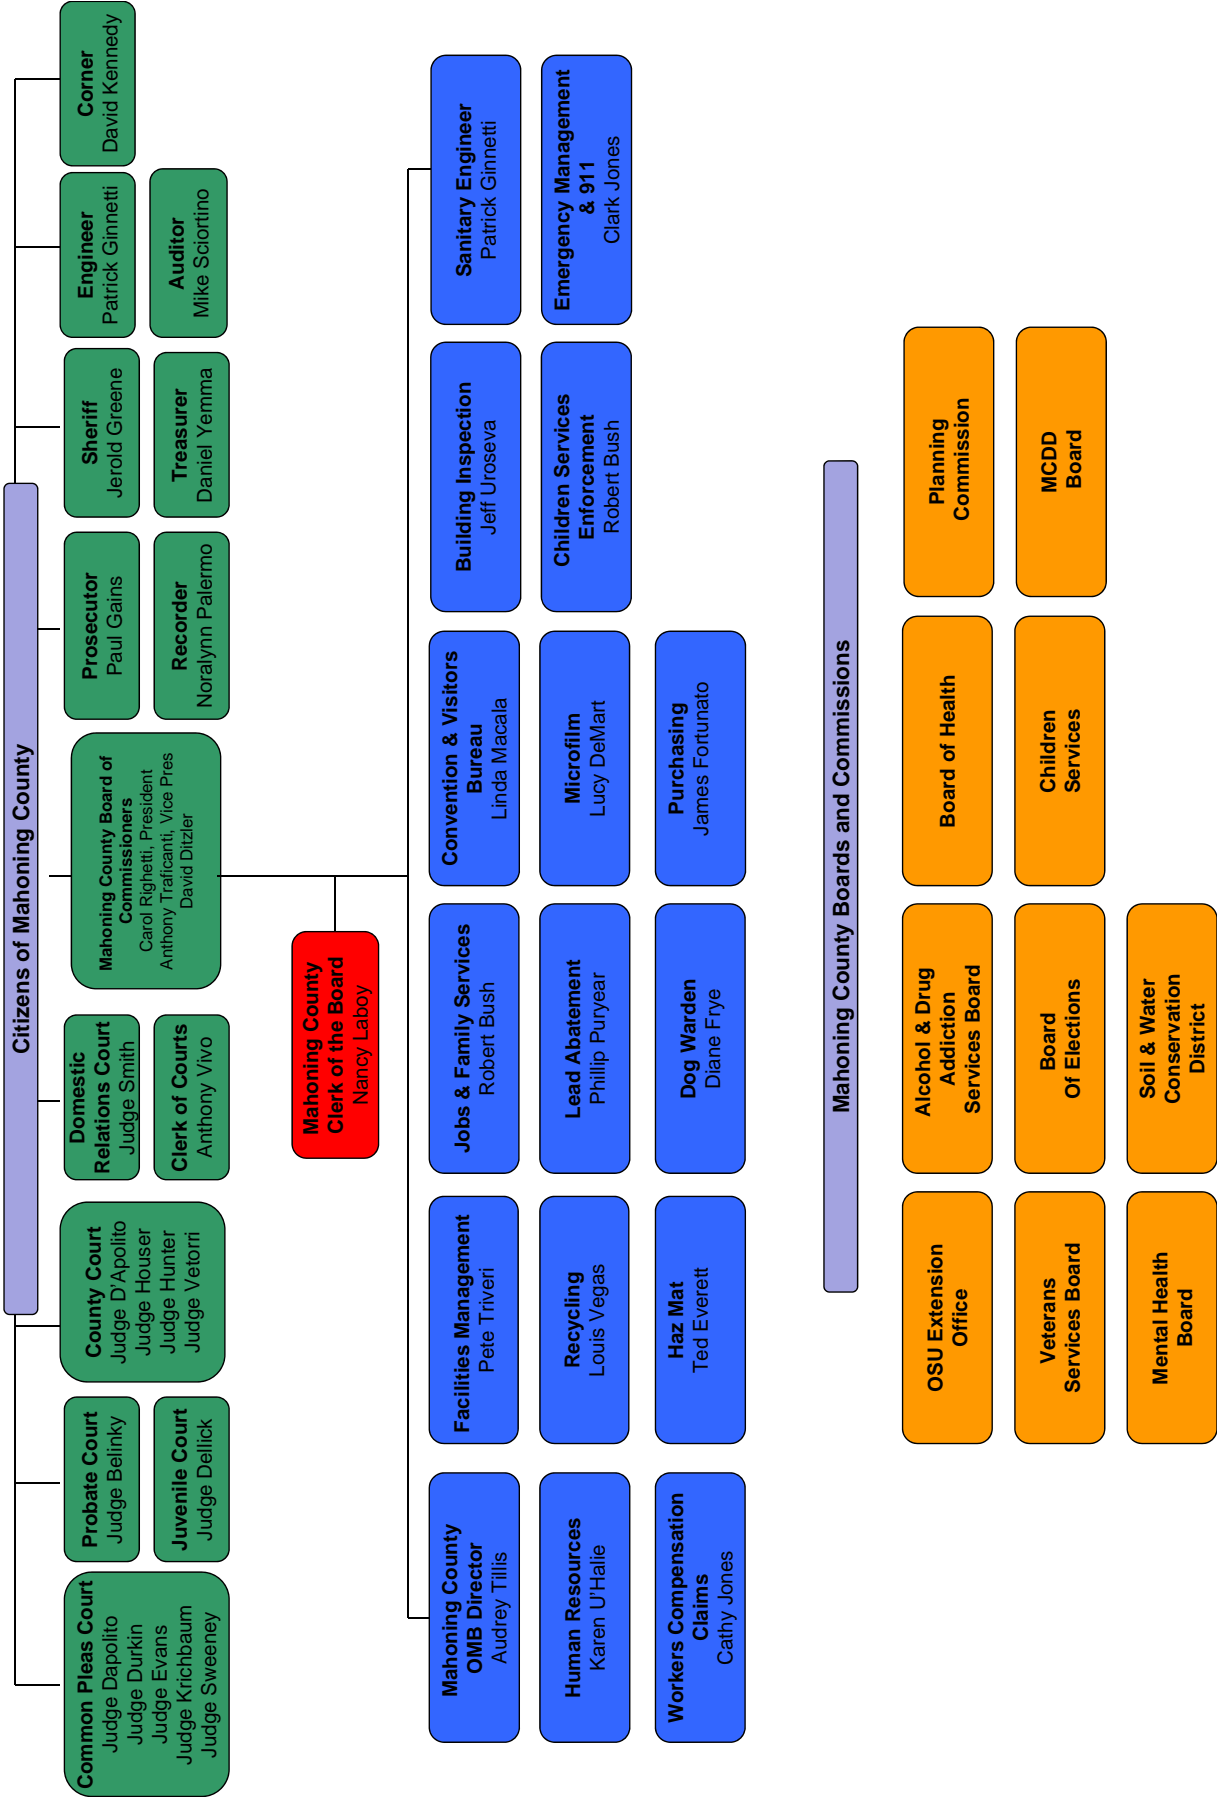 Citizens of Mahoning County
Common Pleas Court
Judge Dapolito
Judge Durkin
Judge Evans
Judge Krichbaum
Judge Sweeney
Probate Court
Judge Belinky
Juvenile Court
Judge Dellick
County Court
Judge D'Apolito
Judge Houser
Judge Hunter
Judge Vetorri
Domestic
Relations Court
Judge Smith
Clerk of Courts
Anthony Vivo
Mahoning County Board of
Commissioners
Carol Righetti, President
Anthony Traficanti, Vice Pres
David Ditzler
Prosecutor
Paul Gains
Recorder
Noralynn Palermo
Sheriff
Jerold Greene
Treasurer
Daniel Yemma
Engineer
Patrick Ginnetti
Auditor
Mike Sciortino
Corner
David Kennedy
Mahoning County
Clerk of the Board
Nancy Laboy
Mahoning County
OMB Director
Audrey Tillis
Facilities Management
Pete Triveri
Jobs & Family Services
Robert Bush
Convention & Visitors
Bureau
Linda Macala
Building Inspection
Jeff Uroseva
Sanitary Engineer
Patrick Ginnetti
Human Resources
Karen U'Halie
Recycling
Louis Vegas
Lead Abatement
Phillip Puryear
Microfilm
Lucy DeMart
Children Services
Enforcement
Robert Bush
Emergency Management
& 911
Clark Jones
Workers Compensation
Claims
Cathy Jones
Haz Mat
Ted Everett
Dog Warden
Diane Frye
Purchasing
James Fortunato
Mahoning County Boards and Commissions
OSU Extension
Office
Alcohol & Drug
Addiction
Services Board
Board of Health
Planning
Commission
Veterans
Services Board
Board
Of Elections
Children
Services
MCDD
Board
Mental Health
Board
Soil & Water
Conservation
District